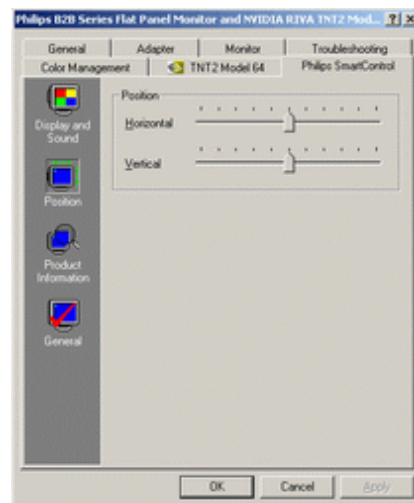 Philips B2B Series Flat Panel Monitor and NVIDIA RIVA TNT2 Mod...
General Adapter Monitor Troubleshooting
Color Management TNT2 Model 64 Philips SmartControl
Display and
Sound
Position
Product
Information
General
Position
Horizontal
Vertical
OK Cancel Apply